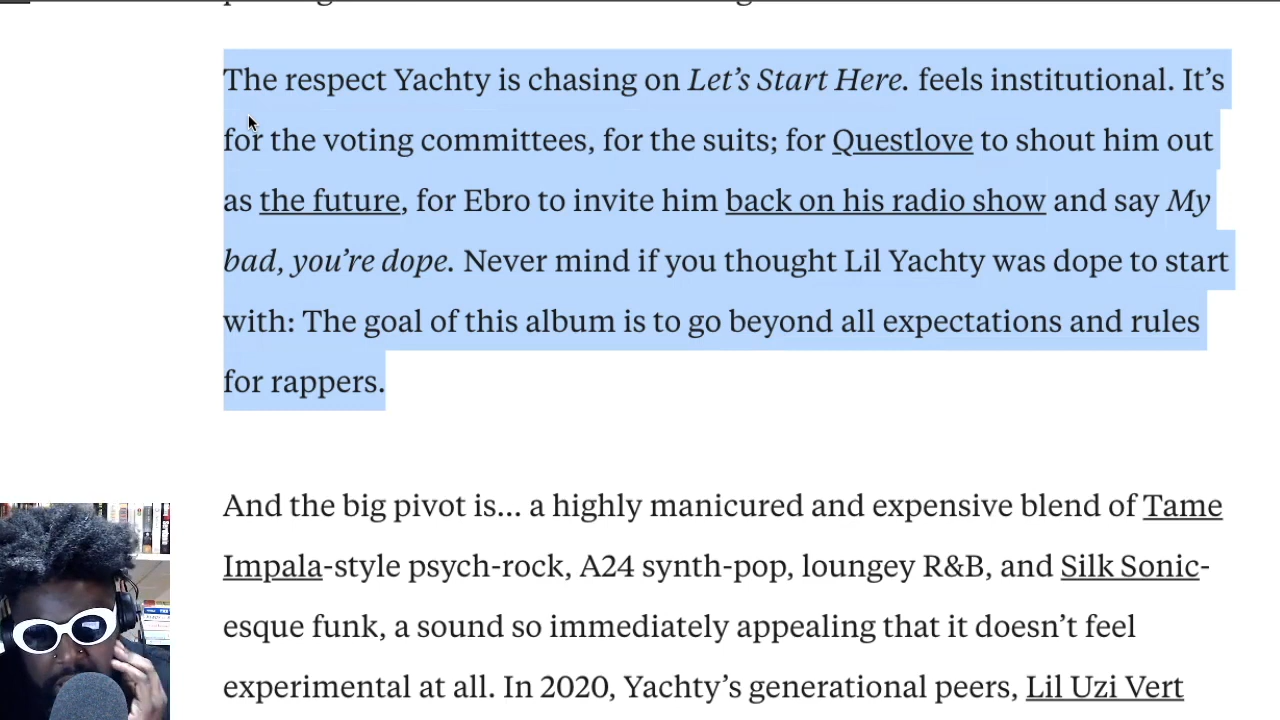 The respect Yachty is chasing on Let’s Start Here. feels institutional. It’s
for the voting committees, for the suits; for Questlove to shout him out
as the future, for Ebro to invite him back on his radio show and say My
bad, you’re dope. Never mind if you thought Lil Yachty was dope to start
with: The goal of this album is to go beyond all expectations and rules
for rappers.
And the big pivot is... a highly manicured and expensive blend of Tame
Impala-style psych-rock, A24 synth-pop, loungey R&B, and Silk Sonic-
esque funk, a sound so immediately appealing that it doesn’t feel
experimental at all. In 2020, Yachty’s generational peers, Lil Uzi Vert